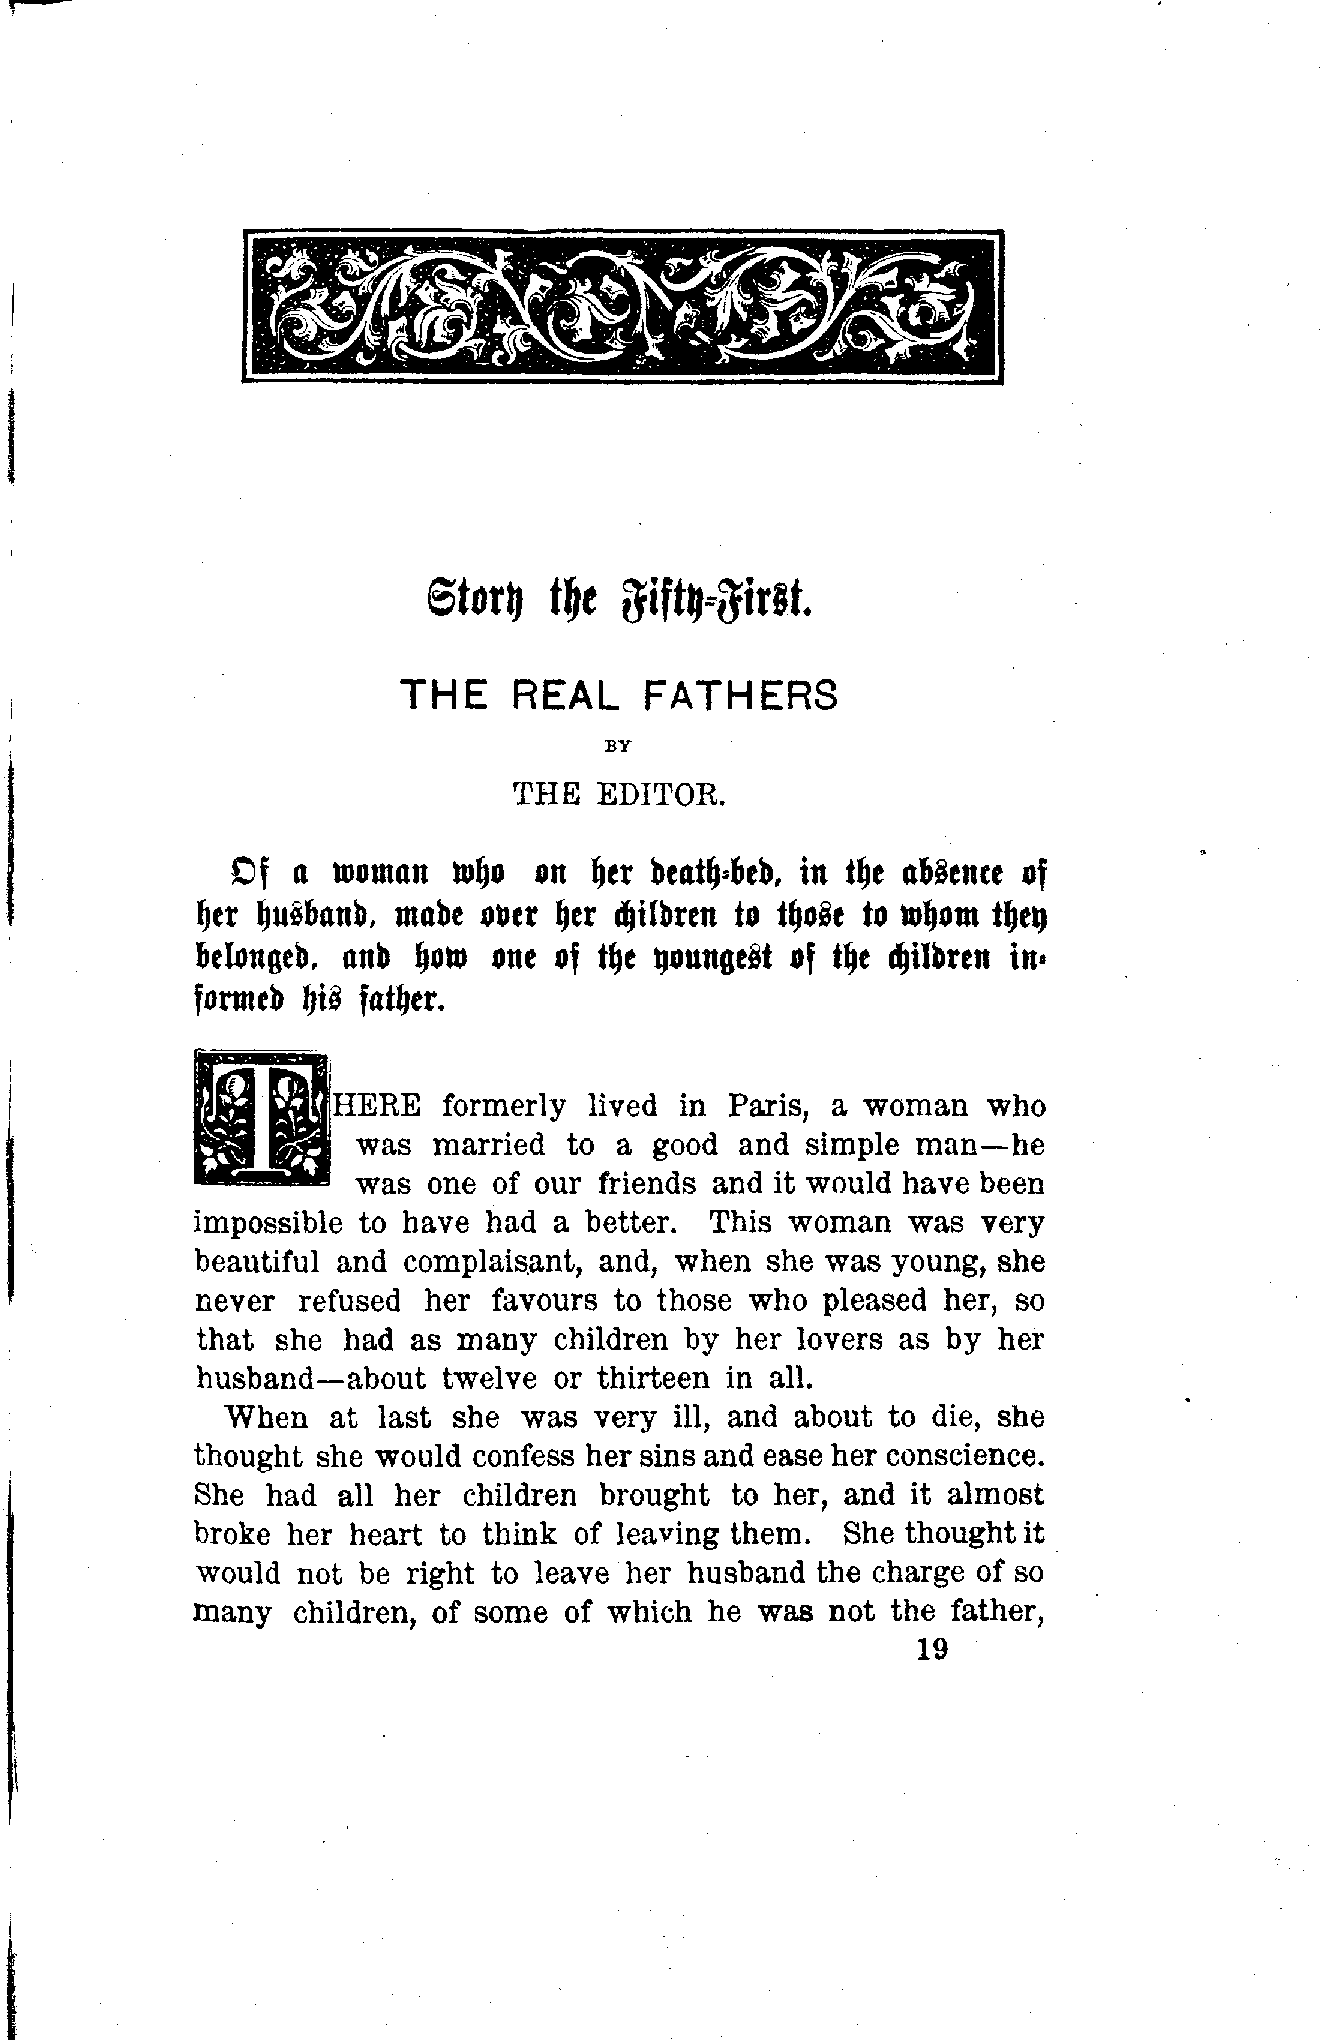 Story the Fifty-First.
THE REAL FATHERS
BY
THE EDITOR.
Of a woman who on her death-bed, in the absence of
her husband, made over her children to those to whom they
belonged, and how one of the youngest of the children in-
formed his father.
THERE formerly lived in Paris, a woman who
was married to a good and simple man—he
was one of our friends and it would have been
impossible to have had a better. This woman was very
beautiful and complaisant, and, when she was young, she
never refused her favours to those who pleased her, so
that she had as many children by her lovers as by her
husband—about twelve or thirteen in all.
When at last she was very ill, and about to die, she
thought she would confess her sins and ease her conscience.
She had all her children brought to her, and it almost
broke her heart to think of leaving them. She thought it
would not be right to leave her husband the charge of so
many children, of some of which he was not the father,
19